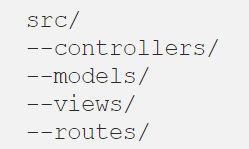 src/
--controllers/
--models/
--views/
--routes/